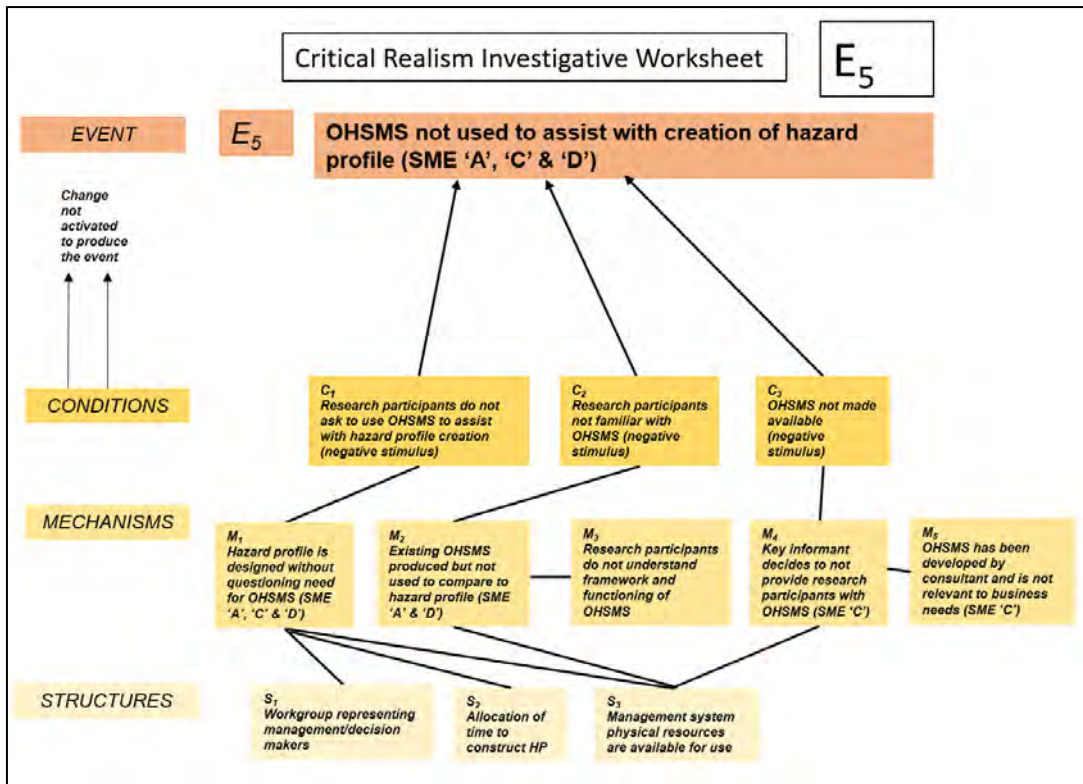 Critical Realism Investigative Worksheet
E5
EVENT
E5
OHSMS not used to assist with creation of hazard
profile (SME ‘A’, ‘C’ & ‘D’)
Change
not
activated
to produce
the event
CONDITIONS
C1
Research participants do not
ask to use OHSMS to assist
with hazard profile creation
(negative stimulus)
C2
Research participants
not familiar with
OHSMS (negative
stimulus)
C3
OHSMS not made
available
(negative
stimulus)
MECHANISMS
M1
Hazard profile is
designed without
questioning need
for OHSMS (SME
‘A’, ‘C’ & ‘D’)
M2
Existing OHSMS
produced but not
used to compare to
hazard profile (SME
‘A’ & ‘D’)
M3
Research participants
do not understand
framework and
functioning of
OHSMS
M4
Key informant
decides to not
provide research
participants with
OHSMS (SME ‘C’)
M5
OHSMS has been
developed by
consultant and is not
relevant to business
needs (SME ‘C’)
STRUCTURES
S1
Workgroup representing
management/decision
makers
S2
Allocation of
time to
construct HP
S3
Management system
physical resources
are available for use